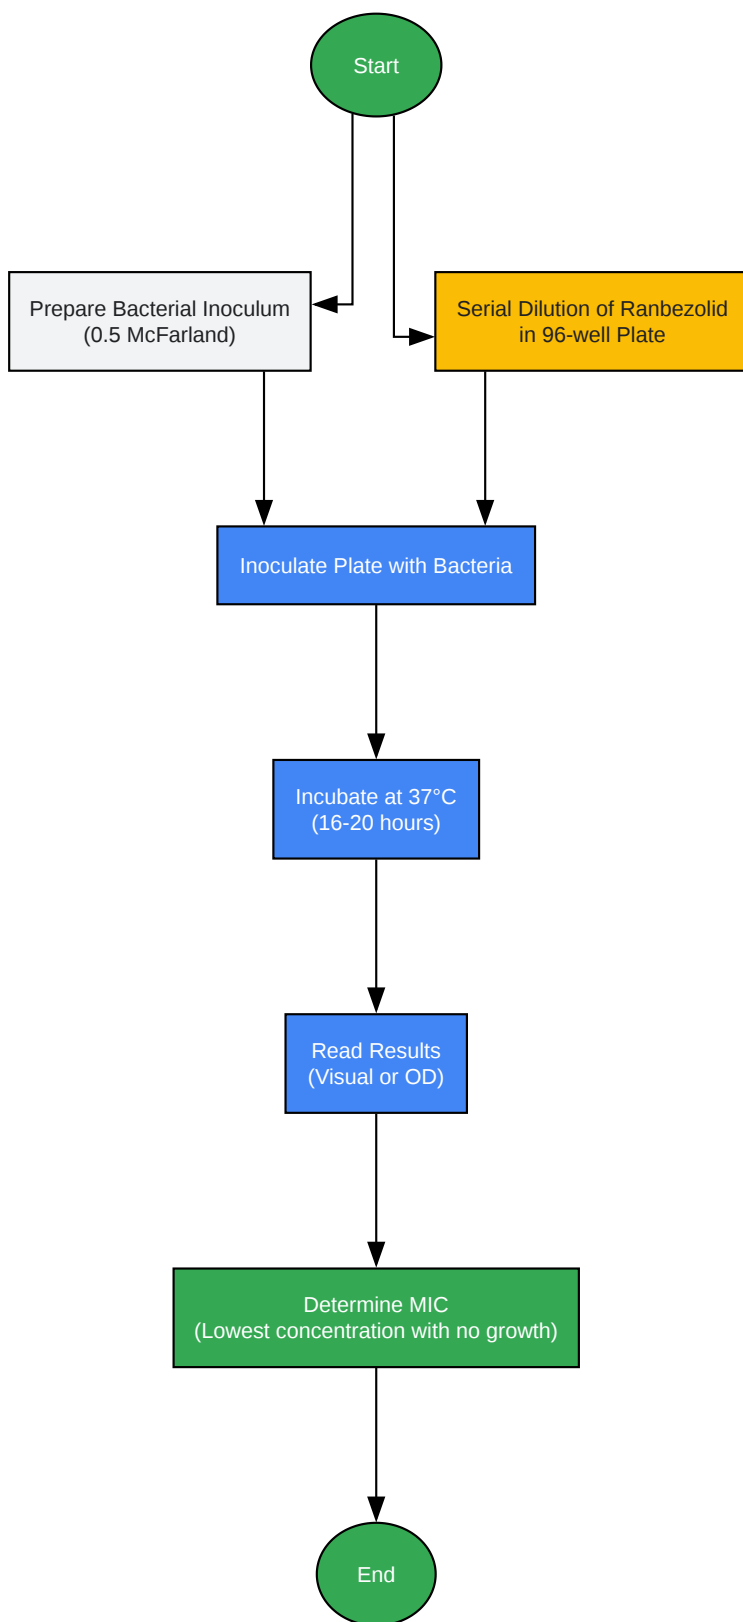 Start
Prepare Bacterial Inoculum
(0.5 McFarland)
Serial Dilution of Ranbezolid
in 96-well Plate
Inoculate Plate with Bacteria
Incubate at 37°C
(16-20 hours)
Read Results
(Visual or OD)
Determine MIC
(Lowest concentration with no growth)
End